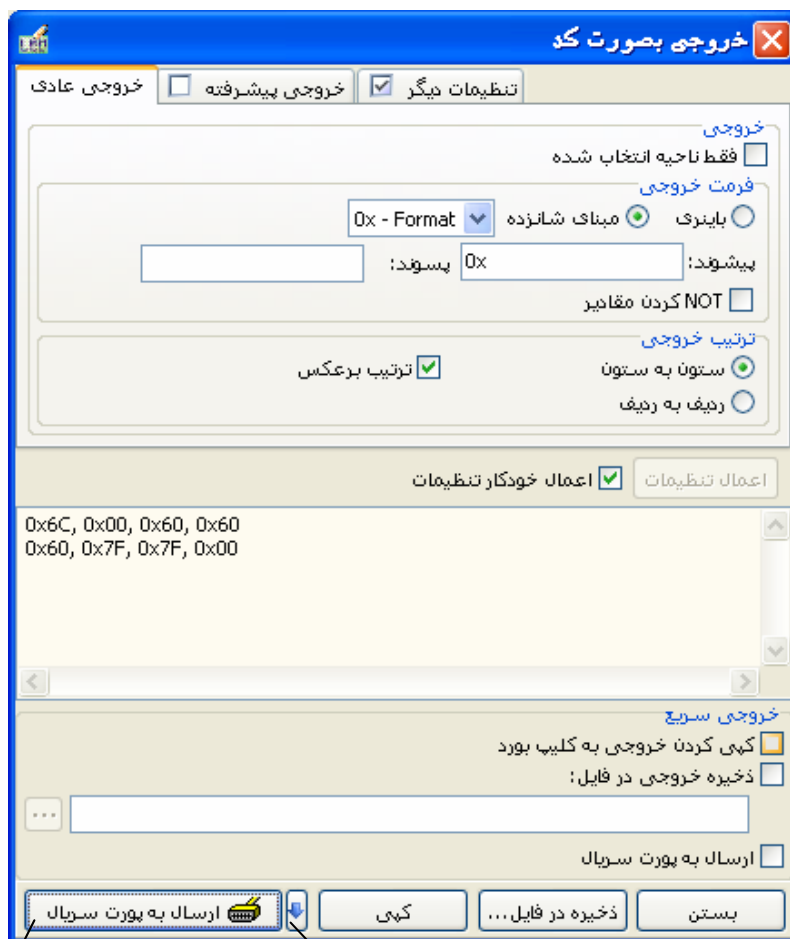 خروجی بصورت کد
خروجی عادی
خروجی پیشرفته
تنظیمات دیگر
خروجی
فقط ناحیه انتخاب شده
فرمت خروجی
باینری
مبنای شانزده
0x - Format
پیشوند:
0x
پسوند:
NOT کردن مقادیر
ترتیب خروجی
ستون به ستون
ترتیب برعکس
ردیف به ردیف
اعمال تنظیمات
اعمال خودکار تنظیمات
0x6C, 0x00, 0x60, 0x60
0x60, 0x7F, 0x7F, 0x00
خروجی سریع
کپی کردن خروجی به کلیپ بورد
ذخیره خروجی در فایل:
...
ارسال به پورت سریال
بستن
ذخیره در فایل...
کپی
ارسال به پورت سریال